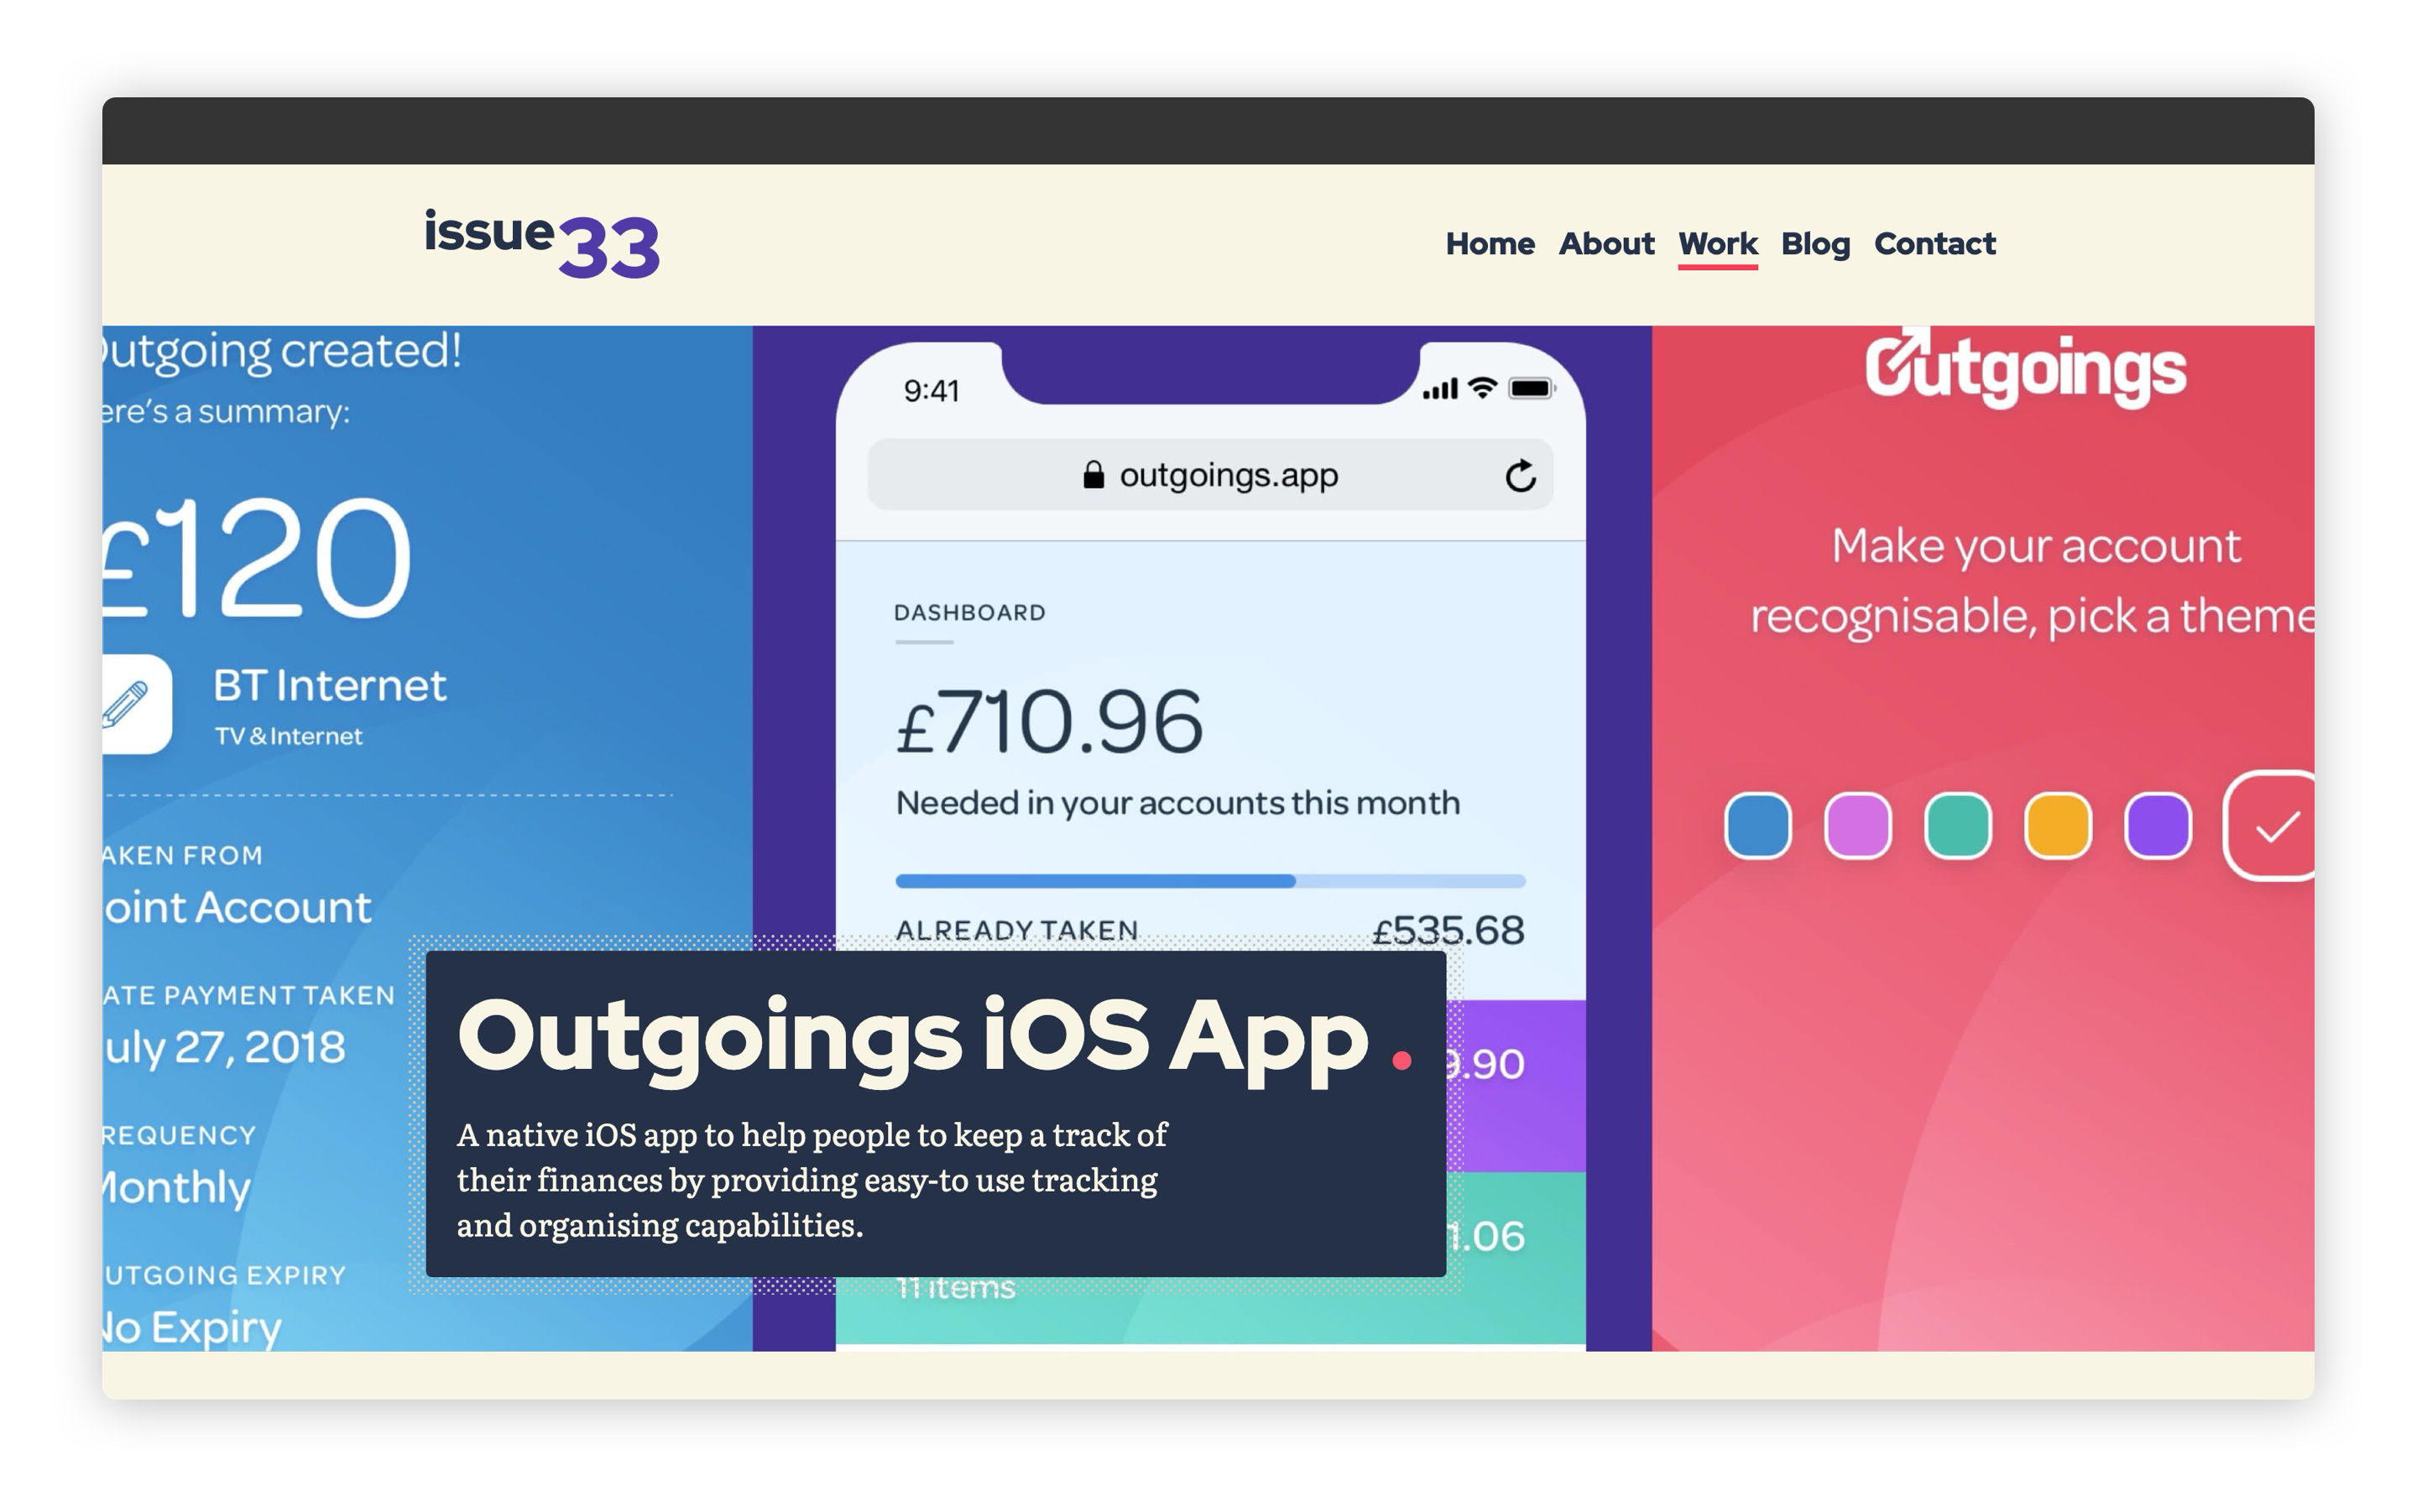 issue33
Home About Work Blog Contact
utgoing created!
ere's a summary:
£120
BT Internet
TV & Internet
AKEN FROM
oint Account
ATE PAYMENT TAKEN
uly 27, 2018
REQUENCY
Monthly
UTGOING EXPIRY
No Expiry
9:41
outgoings.app
DASHBOARD
£710.96
Needed in your accounts this month
ALREADY TAKEN £535.68
9.90
1.06
11 items
Outgoings
Make your account
recognisable, pick a theme
Outgoings iOS App .
A native iOS app to help people to keep a track of
their finances by providing easy-to use tracking
and organising capabilities.